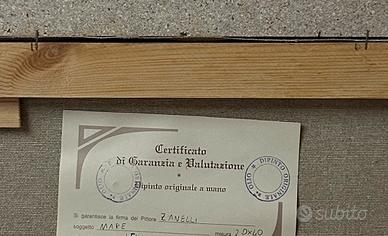 Certificato
di Garanzia e Valutazione
Dipinto originale a mano
OLIO * DIPINTO ORIGINALE *
Si garantisce la firma del Pittore ZANELLI
soggetto MARE misura 20x60
subito